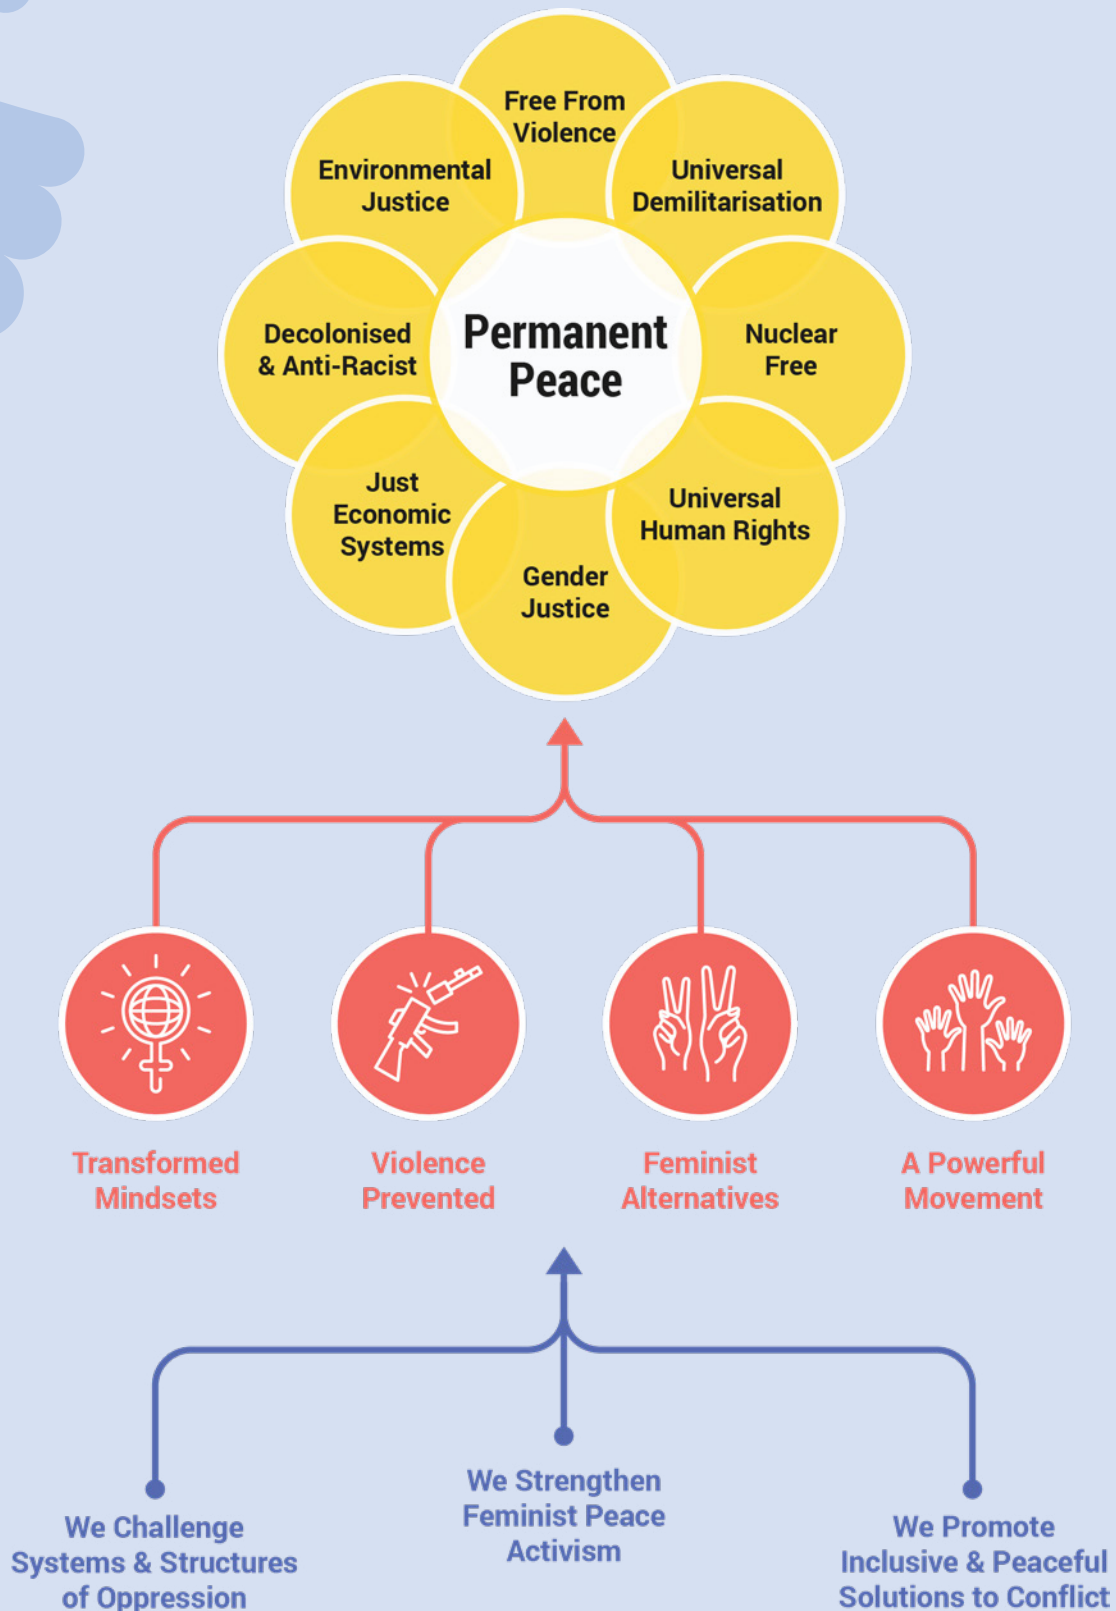 Free From
Violence
Environmental
Justice
Universal
Demilitarisation
Decolonised
& Anti-Racist
Permanent
Peace
Nuclear
Free
Just
Economic
Systems
Universal
Human Rights
Gender
Justice
Transformed
Mindsets
Violence
Prevented
Feminist
Alternatives
A Powerful
Movement
We Challenge
Systems & Structures
of Oppression
We Strengthen
Feminist Peace
Activism
We Promote
Inclusive & Peaceful
Solutions to Conflict